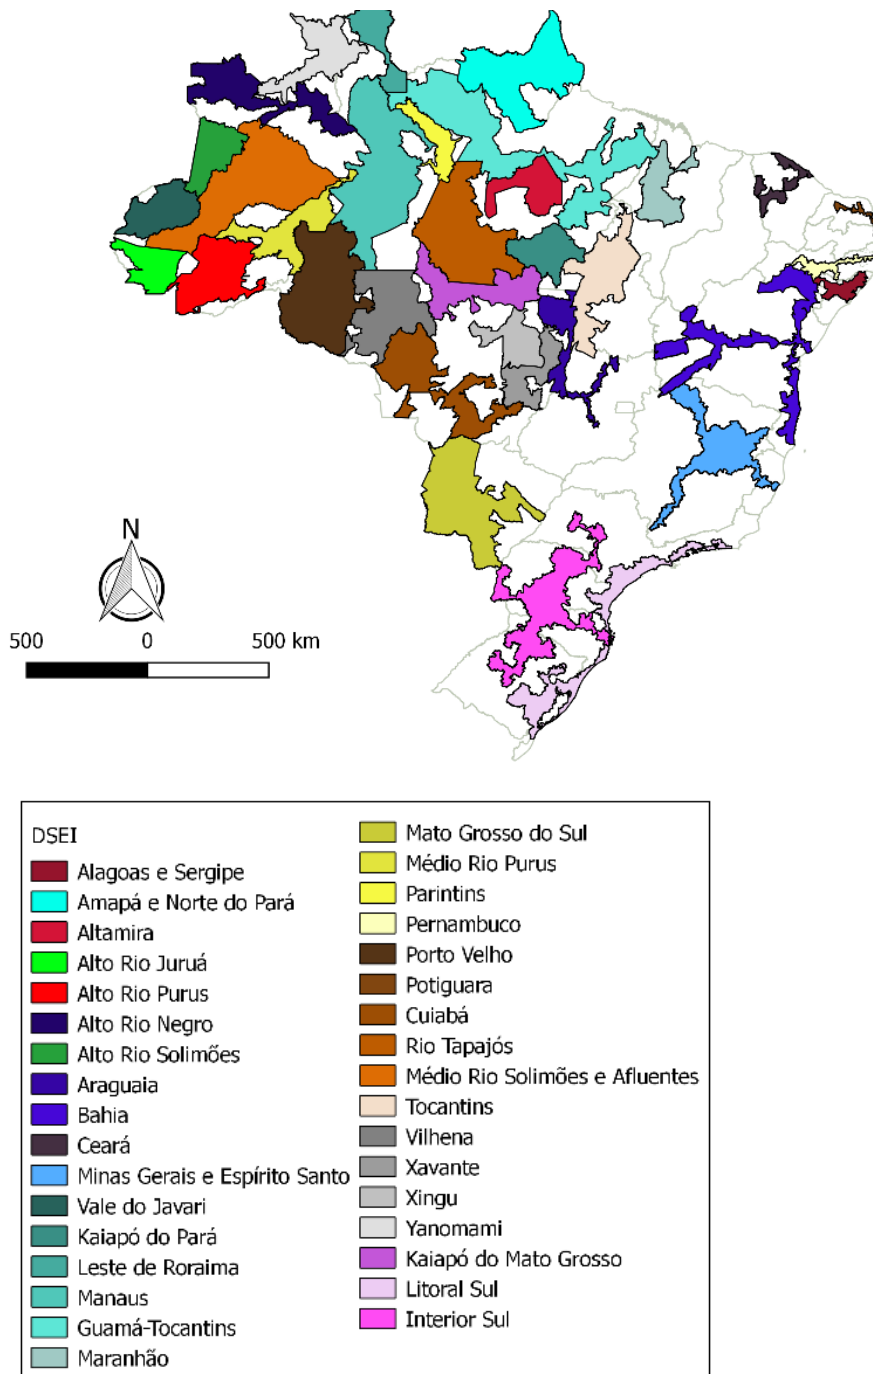 N
500 0 500 km
DSEI
Alagoas e Sergipe
Amapá e Norte do Pará
Altamira
Alto Rio Juruá
Alto Rio Purus
Alto Rio Negro
Alto Rio Solimões
Araguaia
Bahia
Ceará
Minas Gerais e Espírito Santo
Vale do Javari
Kaiapó do Pará
Leste de Roraima
Manaus
Guamá-Tocantins
Maranhão
Mato Grosso do Sul
Médio Rio Purus
Parintins
Pernambuco
Porto Velho
Potiguara
Cuiabá
Rio Tapajós
Médio Rio Solimões e Afluentes
Tocantins
Vilhena
Xavante
Xingu
Yanomami
Kaiapó do Mato Grosso
Litoral Sul
Interior Sul